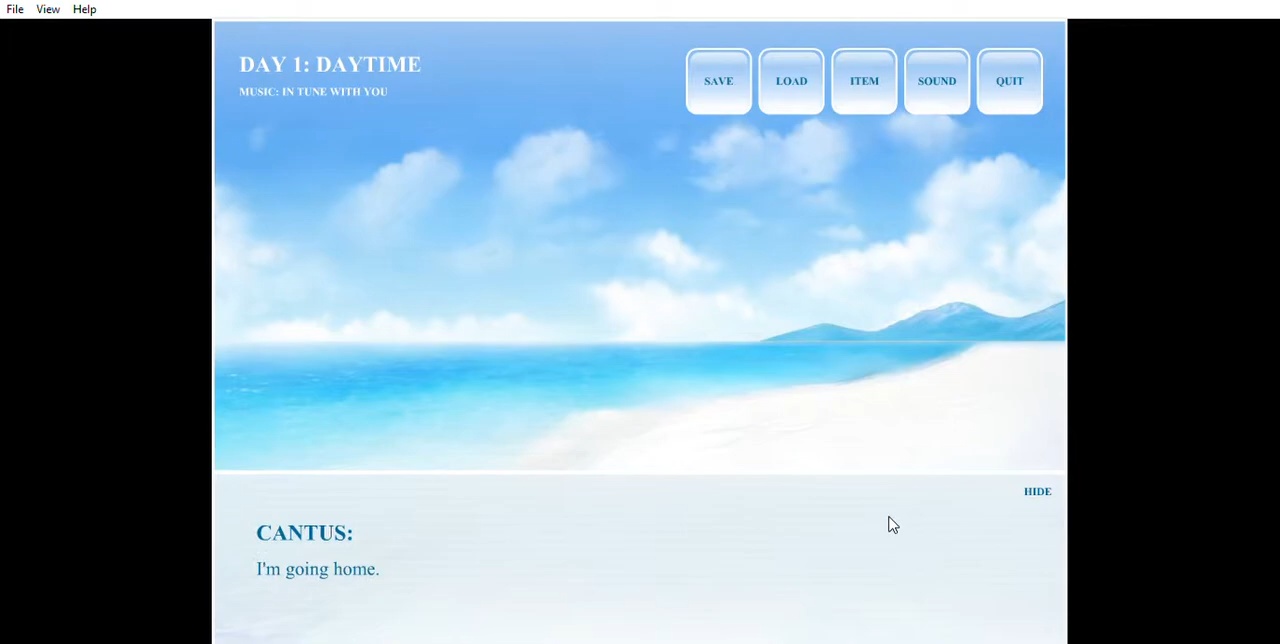 File View Help
DAY 1: DAYTIME
MUSIC: IN TUNE WITH YOU
SAVE LOAD ITEM SOUND QUIT
HIDE
CANTUS:
I'm going home.